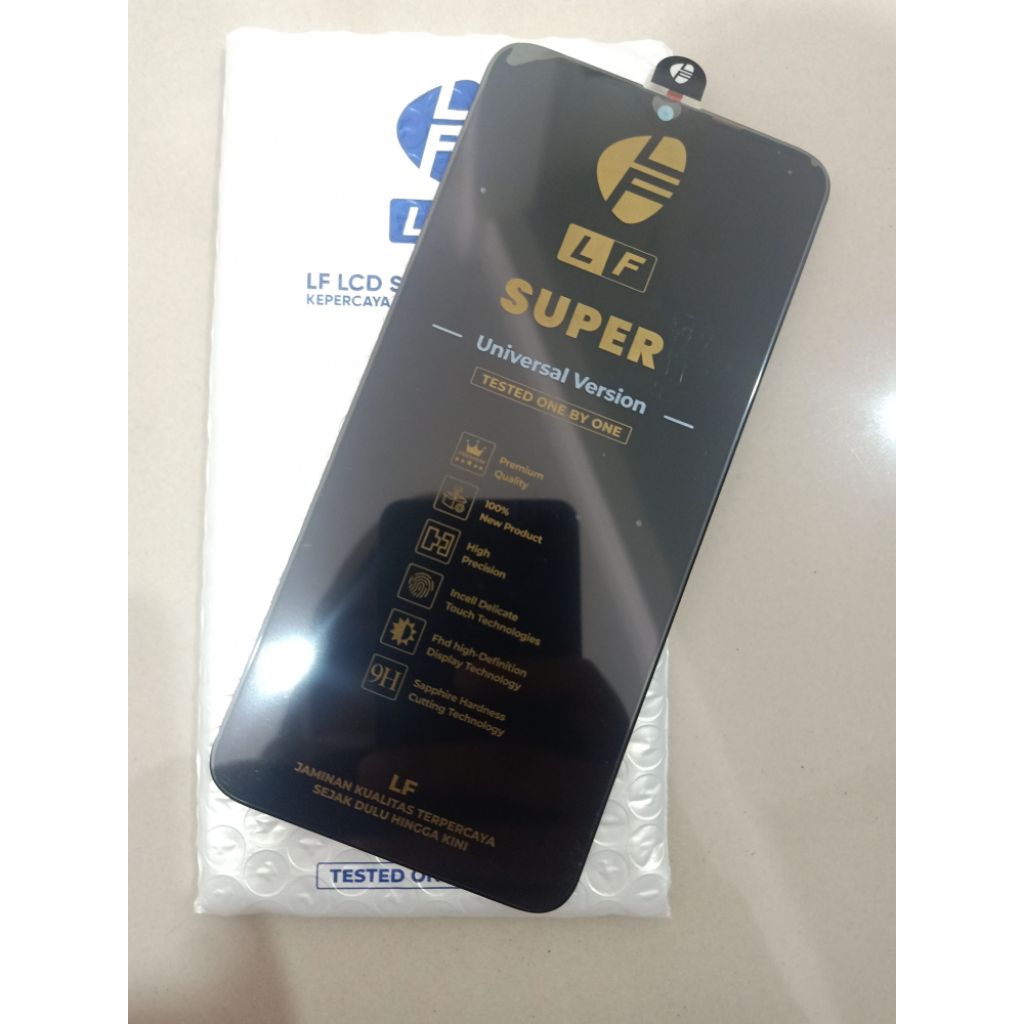 LF
L
LF LCD S
KEPERCAYA
LF
LF
L F
SUPER
Universal Version
TESTED ONE BY ONE
Premium
Quality
100%
New Product
High
Precision
Incell Delicate
Touch Technologies
Fhd high-Definition
Display Technology
9H
Sapphire Hardness
Cutting Technology
LF
JAMINAN KUALITAS TERPERCAYA
SEJAK DULU HINGGA KINI
TESTED O